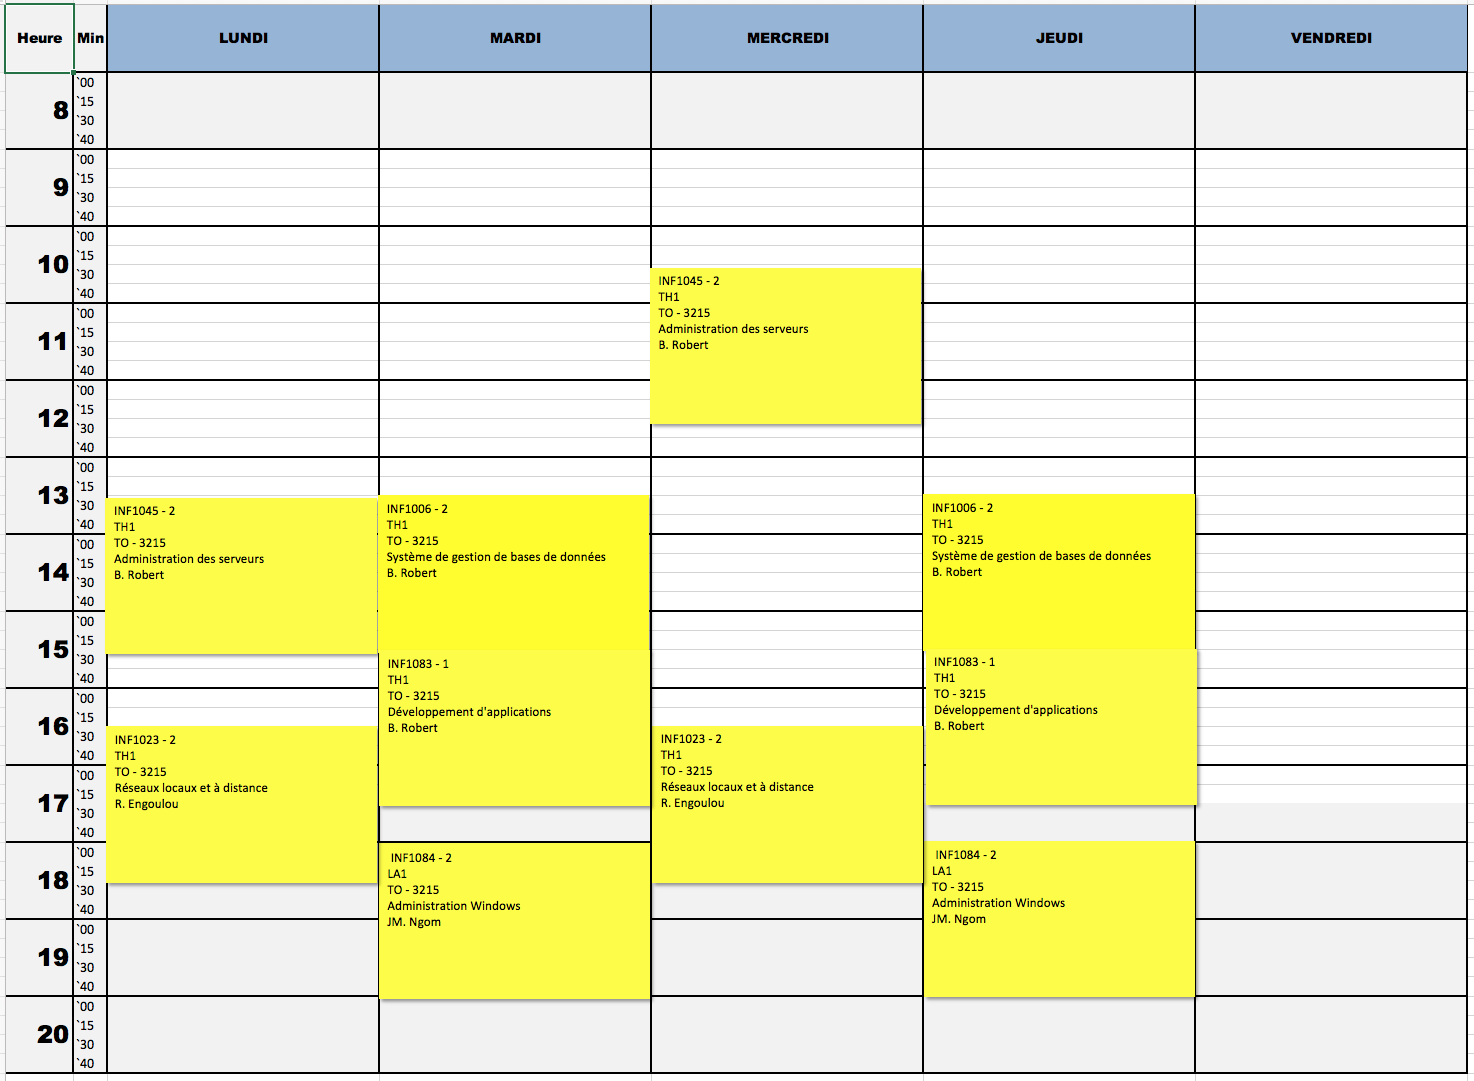 Heure Min LUNDI MARDI MERCREDI JEUDI VENDREDI
8
`00
`15
`30
`40
9
`00
`15
`30
`40
10
`00
`15
`30
`40
11
`00
`15
`30
`40
12
`00
`15
`30
`40
13
`00
`15
`30
`40
14
`00
`15
`30
`40
15
`00
`15
`30
`40
16
`00
`15
`30
`40
17
`00
`15
`30
`40
18
`00
`15
`30
`40
19
`00
`15
`30
`40
20
`00
`15
`30
`40
INF1045 - 2
TH1
TO - 3215
Administration des serveurs
B. Robert
INF1023 - 2
TH1
TO - 3215
Réseaux locaux et à distance
R. Engoulou
INF1006 - 2
TH1
TO - 3215
Système de gestion de bases de données
B. Robert
INF1083 - 1
TH1
TO - 3215
Développement d'applications
B. Robert
INF1084 - 2
LA1
TO - 3215
Administration Windows
JM. Ngom
INF1045 - 2
TH1
TO - 3215
Administration des serveurs
B. Robert
INF1023 - 2
TH1
TO - 3215
Réseaux locaux et à distance
R. Engoulou
INF1006 - 2
TH1
TO - 3215
Système de gestion de bases de données
B. Robert
INF1083 - 1
TH1
TO - 3215
Développement d'applications
B. Robert
INF1084 - 2
LA1
TO - 3215
Administration Windows
JM. Ngom